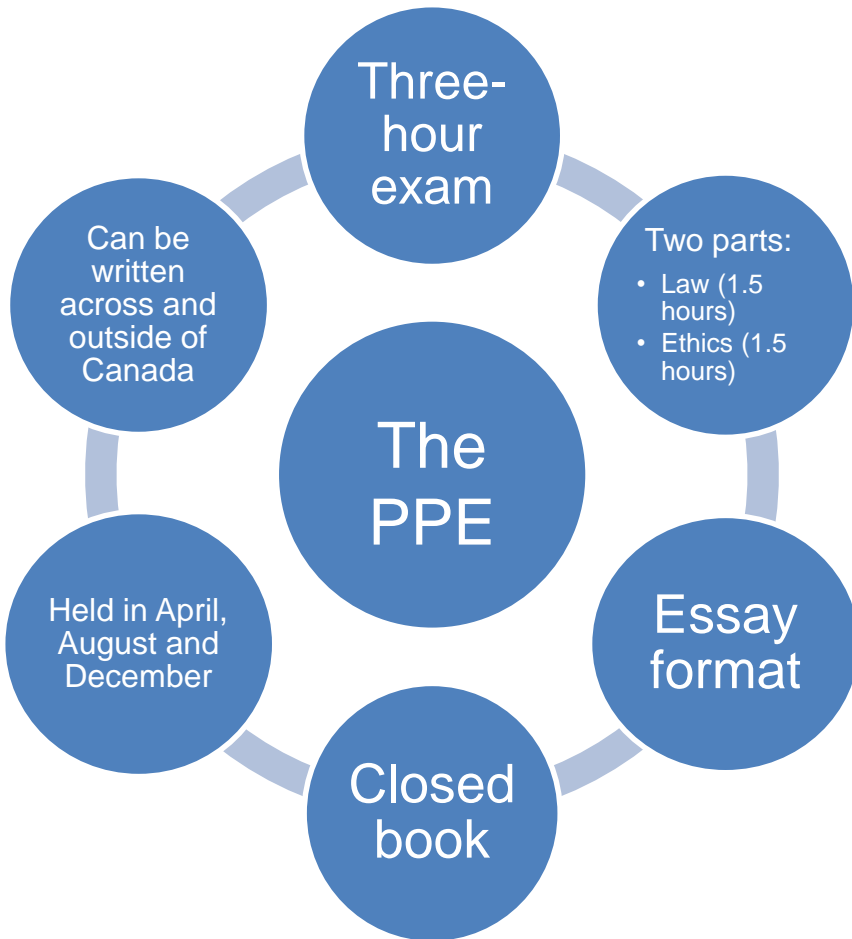 Three-
hour
exam
Two parts:
• Law (1.5
hours)
• Ethics (1.5
hours)
Essay
format
Closed
book
Held in April,
August and
December
Can be
written
across and
outside of
Canada
The
PPE